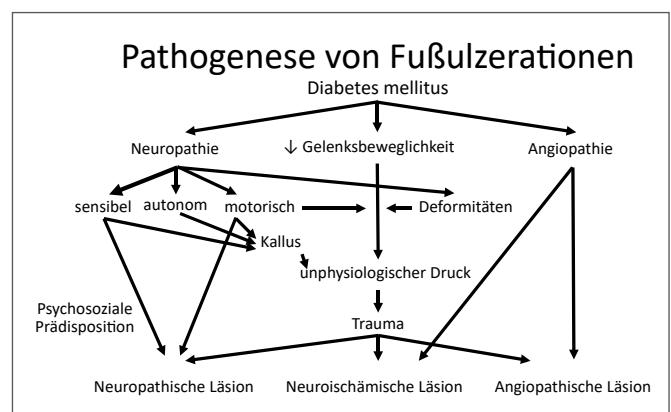 Pathogenese von Fußulzerationen
Diabetes mellitus
Neuropathie
↓ Gelenksbeweglichkeit
Angiopathie
sensibel
autonom
motorisch
Deformitäten
Kallus
unphysiologischer Druck
Psychosoziale
Prädisposition
Trauma
Neuropathische Läsion
Neuroischämische Läsion
Angiopathische Läsion